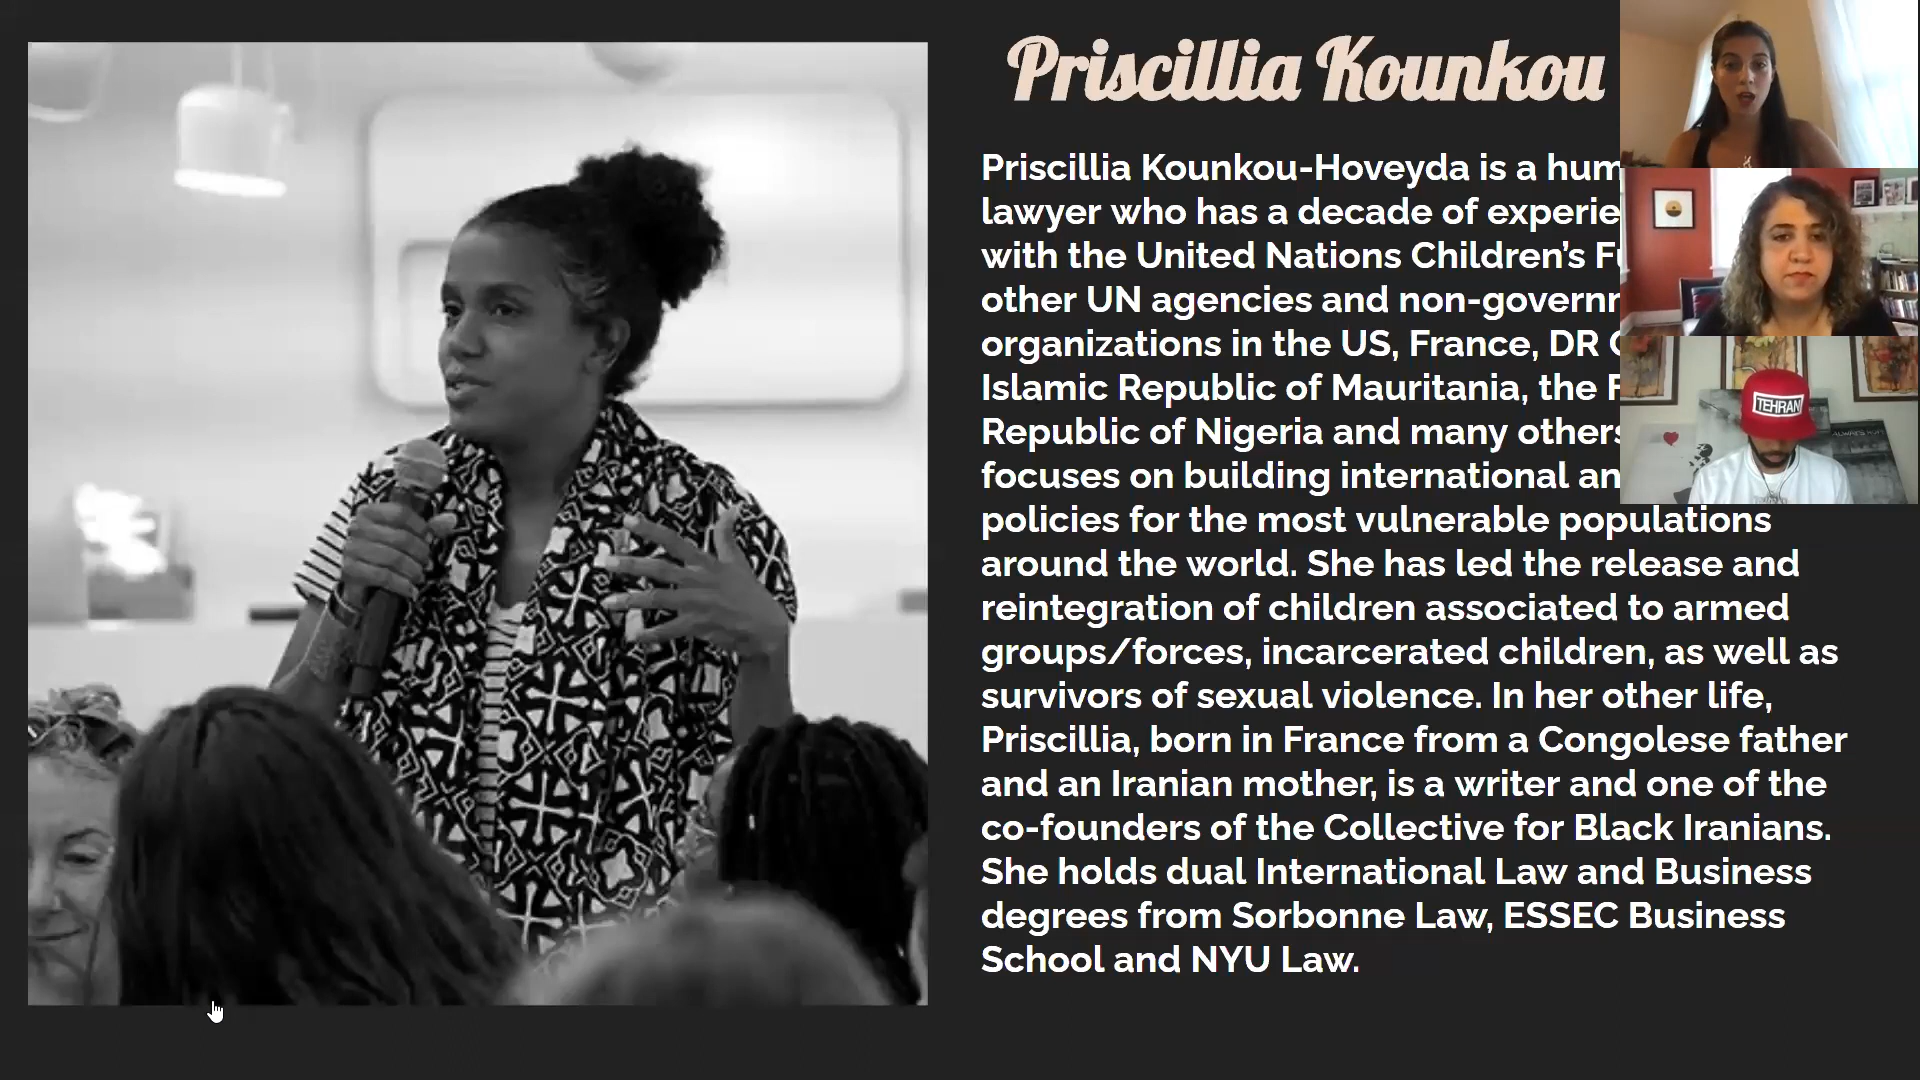 Priscillia Kounkou
Priscillia Kounkou-Hoveyda is a
lawyer who has a decade of
with the United Nations Children's
other UN agencies and
organizations in the US, France, DR
Islamic Republic of Mauritania, the
Republic of Nigeria and many others
focuses on building international
policies for the most vulnerable populations
around the world. She has led the release and
reintegration of children associated to armed
groups/forces, incarcerated children, as well as
survivors of sexual violence. In her other life,
Priscillia, born in France from a Congolese father
and an Iranian mother, is a writer and one of the
co-founders of the Collective for Black Iranians.
She holds dual International Law and Business
degrees from Sorbonne Law, ESSEC Business
School and NYU Law.
TEHRAN